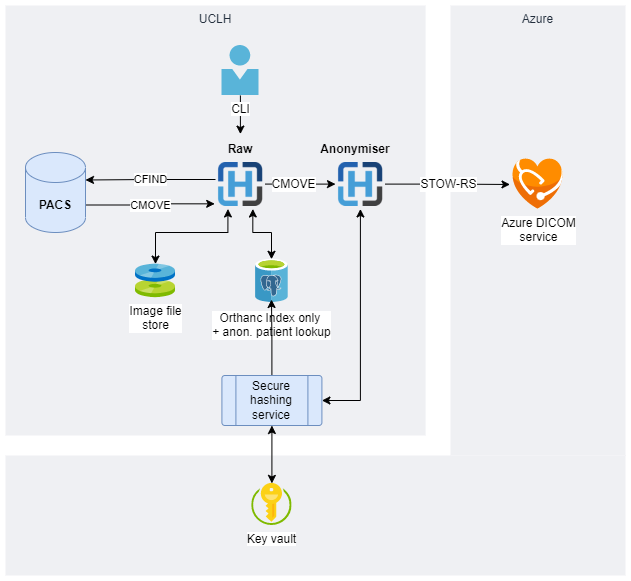 UCLH
Azure
CLI
Raw
Anonymiser
CFIND
CMOVE
STOW-RS
PACS
CMOVE
Azure DICOM
service
Image file
store
Orthanc Index only
+ anon. patient lookup
Secure
hashing
service
Key vault